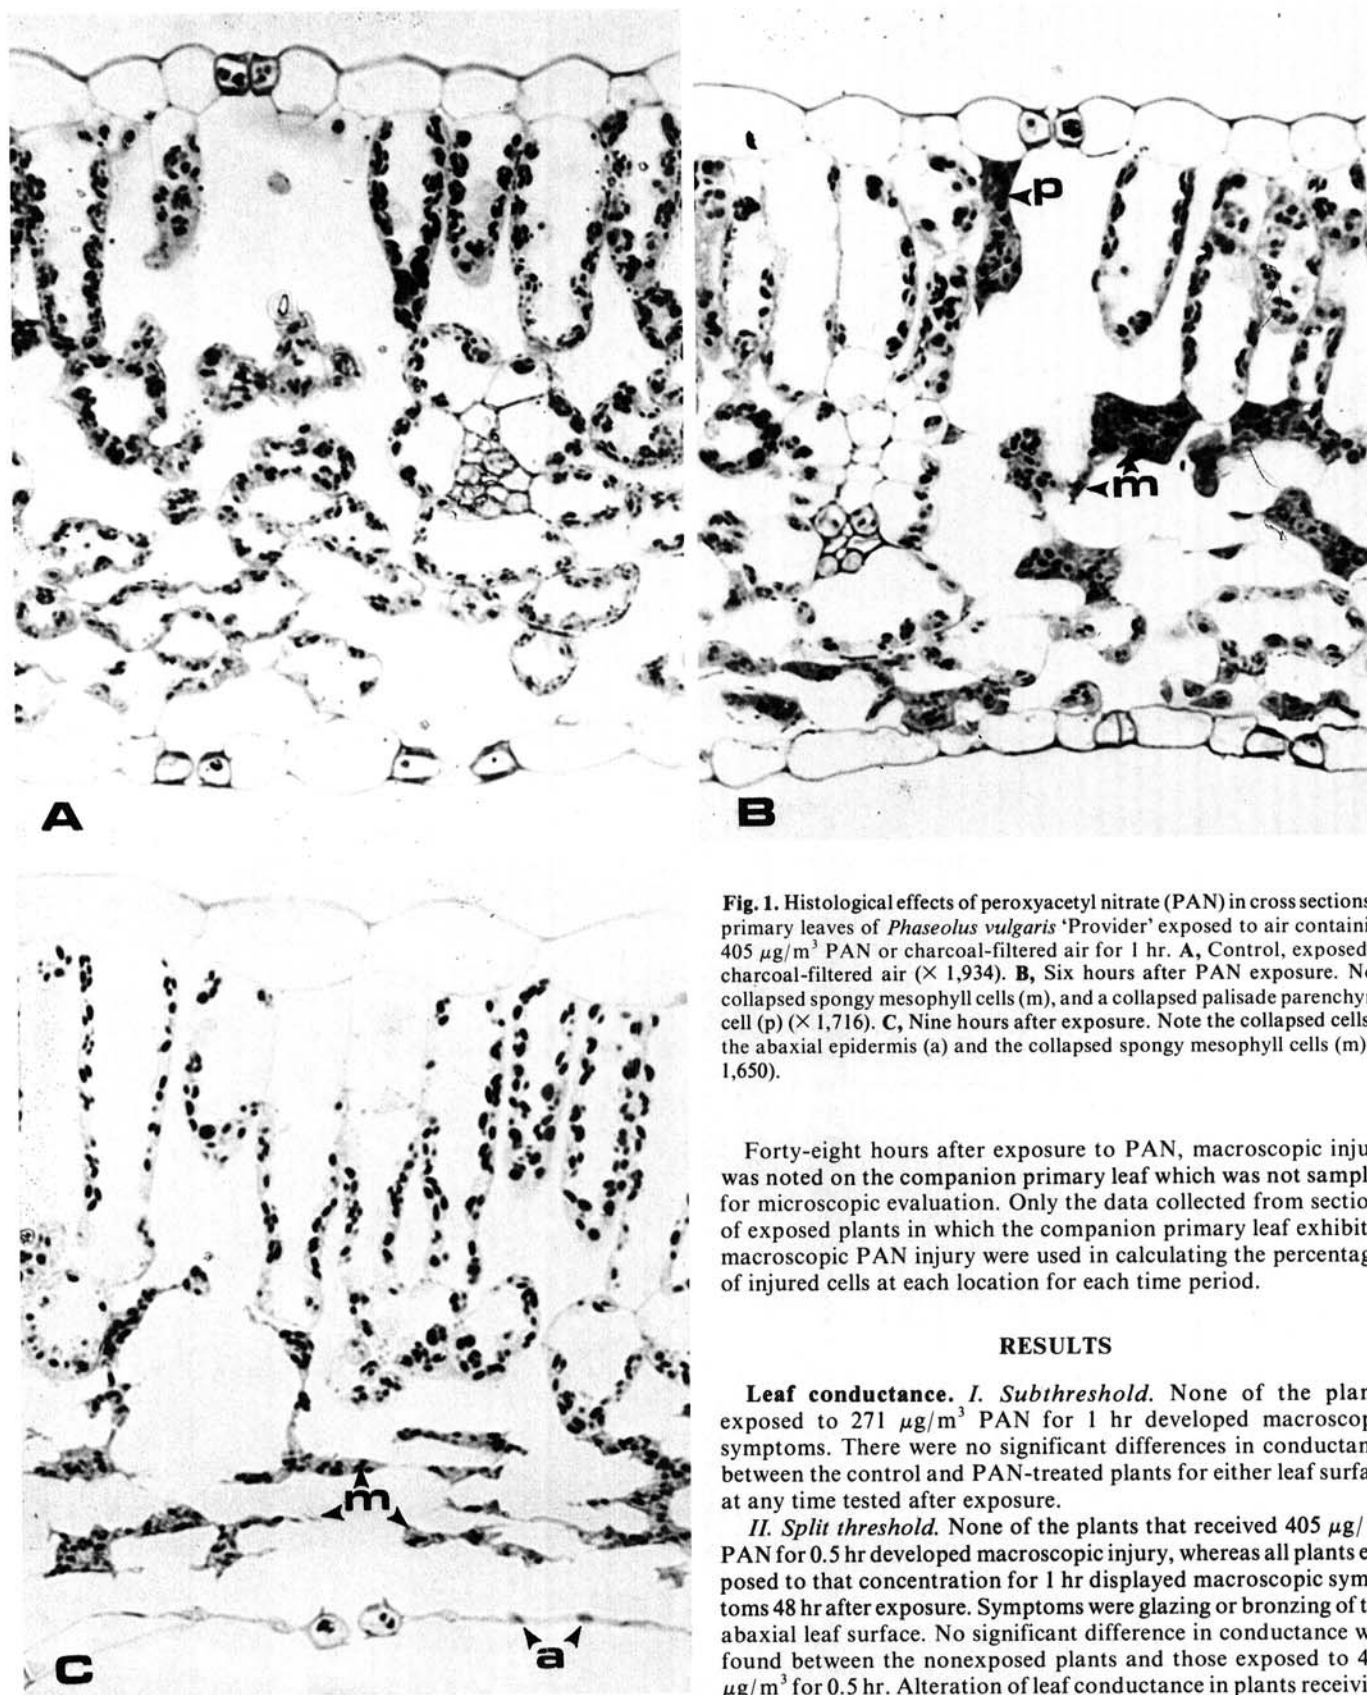 p
m
A
B
m
a
C
Fig. 1. Histological effects of peroxyacetyl nitrate (PAN) in cross sections
primary leaves of Phaseolus vulgaris ‘Provider’ exposed to air containi
405 μg/m³ PAN or charcoal-filtered air for 1 hr. A, Control, exposed
charcoal-filtered air (× 1,934). B, Six hours after PAN exposure. No
collapsed spongy mesophyll cells (m), and a collapsed palisade parenchy
cell (p) (× 1,716). C, Nine hours after exposure. Note the collapsed cells
the abaxial epidermis (a) and the collapsed spongy mesophyll cells (m)
1,650).
Forty-eight hours after exposure to PAN, macroscopic inju
was noted on the companion primary leaf which was not sampl
for microscopic evaluation. Only the data collected from sectio
of exposed plants in which the companion primary leaf exhibit
macroscopic PAN injury were used in calculating the percentag
of injured cells at each location for each time period.
RESULTS
Leaf conductance. I. Subthreshold. None of the plan
exposed to 271 μg/m³ PAN for 1 hr developed macroscop
symptoms. There were no significant differences in conductan
between the control and PAN-treated plants for either leaf surfa
at any time tested after exposure.
II. Split threshold. None of the plants that received 405 μg/
PAN for 0.5 hr developed macroscopic injury, whereas all plants e
posed to that concentration for 1 hr displayed macroscopic sym
toms 48 hr after exposure. Symptoms were glazing or bronzing of t
abaxial leaf surface. No significant difference in conductance w
found between the nonexposed plants and those exposed to 4
μg/m³ for 0.5 hr. Alteration of leaf conductance in plants receivi